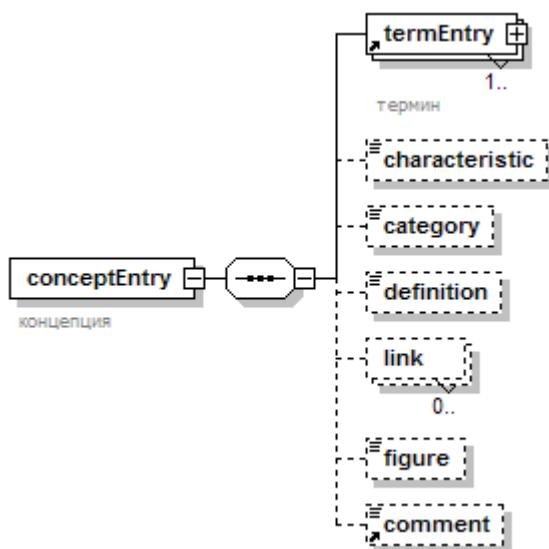 termEntry
1..
термин
characteristic
category
conceptEntry
концепция
definition
link
0..
figure
comment